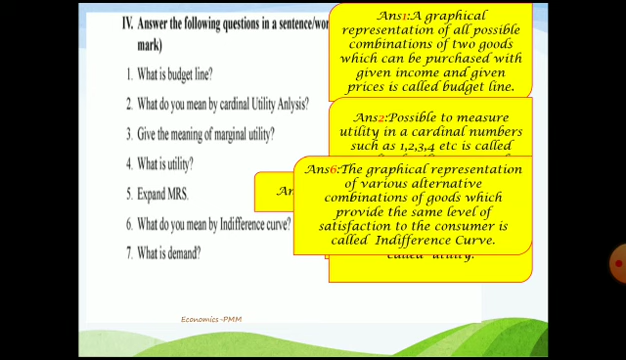 IV. Answer the following questions in a sentence/
mark)
1. What is budget line?
2. What do you mean by cardinal Utility Anlysis?
3. Give the meaning of marginal utility?
4. What is utility?
5. Expand MRS.
6. What do you mean by Indifference curve?
7. What is demand?
Ans1:A graphical
representation of all possible
combinations of two goods
which can be purchased with
given income and given
prices is called budget line.
Ans2:Possible to measure
utility in a cardinal numbers
such as 1,2,3,4 etc is called
An
Ans6:The graphical representation
of various alternative
combinations of goods which
provide the same level of
satisfaction to the consumer is
called Indifference Curve.
called utility.
Economics-PMM